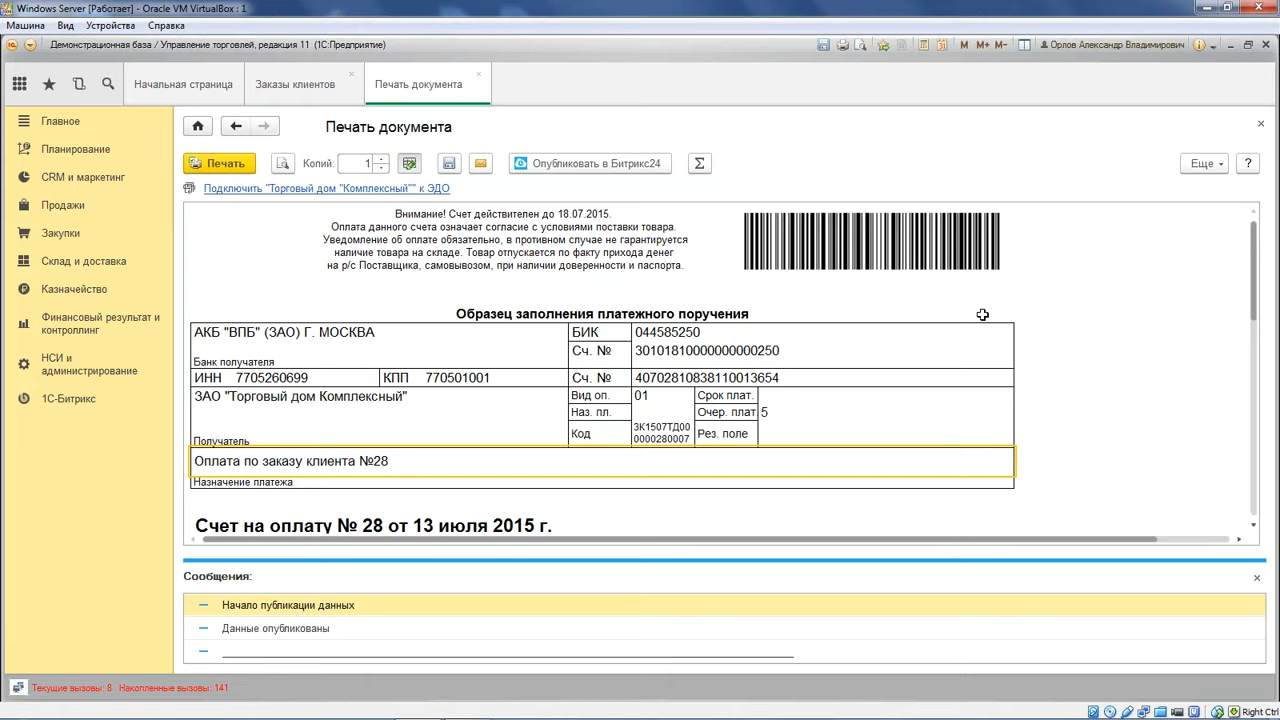 Windows Server [Работает] - Oracle VM VirtualBox : 1
Машина Вид Устройства Справка
Демонстрационная база / Управление торговлей, редакция 11 (1С:Предприятие)
M M+ M- Орлов Александр Владимирович
Начальная страница Заказы клиентов Печать документа
Главное
Планирование
CRM и маркетинг
Продажи
Закупки
Склад и доставка
Казначейство
Финансовый результат и
контроллинг
НСИ и
администрирование
1С-Битрикс
Печать документа
Печать Копий: 1 Опубликовать в Битрикс24 Σ Еще ?
Подключить "Торговый дом "Комплексный"" к ЭДО
Внимание! Счет действителен до 18.07.2015.
Оплата данного счета означает согласие с условиями поставки товара.
Уведомление об оплате обязательно, в противном случае не гарантируется
наличие товара на складе. Товар отпускается по факту прихода денег
на р/с Поставщика, самовывозом, при наличии доверенности и паспорта.
Образец заполнения платежного поручения
АКБ "ВПБ" (ЗАО) Г. МОСКВА БИК 044585250
Сч. № 30101810000000000250
Банк получателя
ИНН 7705260699 КПП 770501001 Сч. № 40702810838110013654
ЗАО "Торговый дом Комплексный" Вид оп. 01 Срок плат.
Наз. пл. Очер. плат 5
Код ЗК1507ТД00
0000280007 Рез. поле
Получатель
Оплата по заказу клиента №28
Назначение платежа
Счет на оплату № 28 от 13 июля 2015 г.
Сообщения:
Начало публикации данных
Данные опубликованы
Текущие вызовы: 8 Накопленные вызовы: 141
Right Ctrl